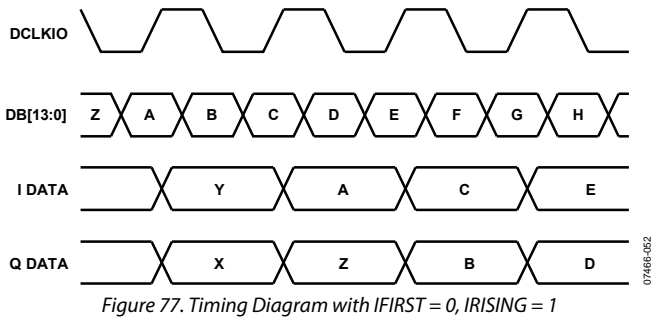 DCLKIO
DB[13:0] Z A B C D E F G H
I DATA Y A C E
Q DATA X Z B D
07466-052
Figure 77. Timing Diagram with IFIRST = 0, IRISING = 1